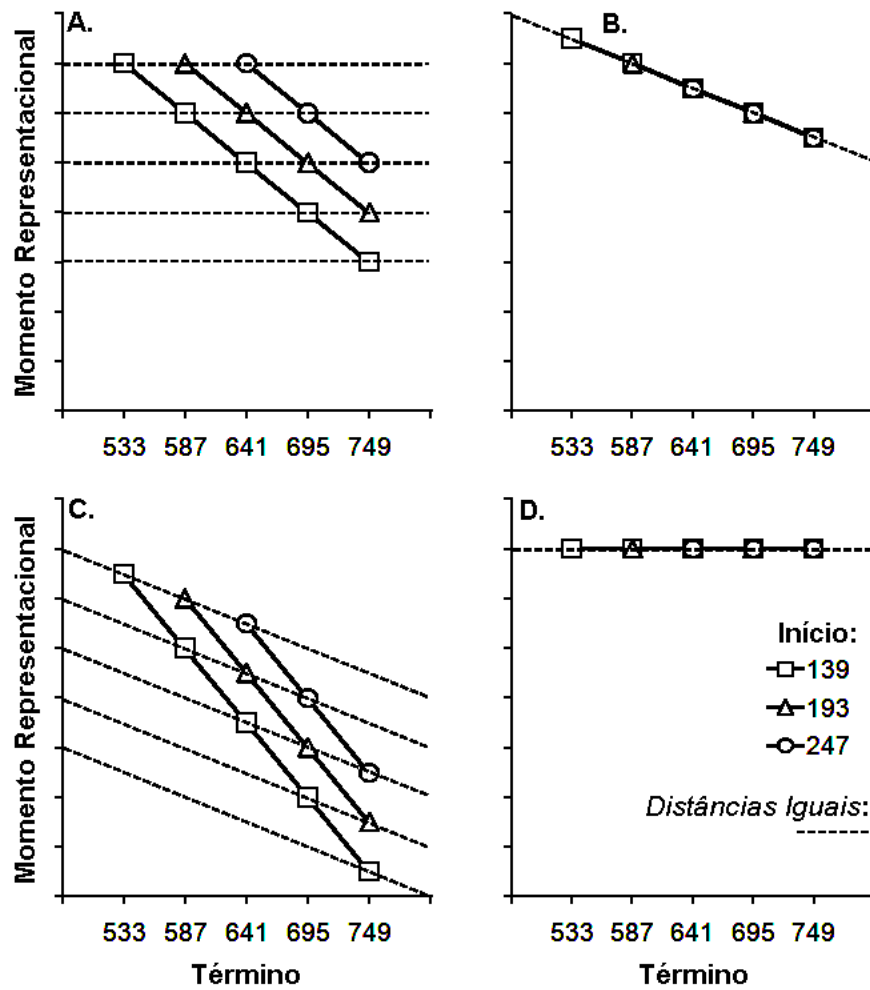 A.
Momento Representacional
533 587 641 695 749
B.
533 587 641 695 749
C.
Momento Representacional
533 587 641 695 749
Término
D.
Início:
139
193
247
Distâncias Iguais:
533 587 641 695 749
Término